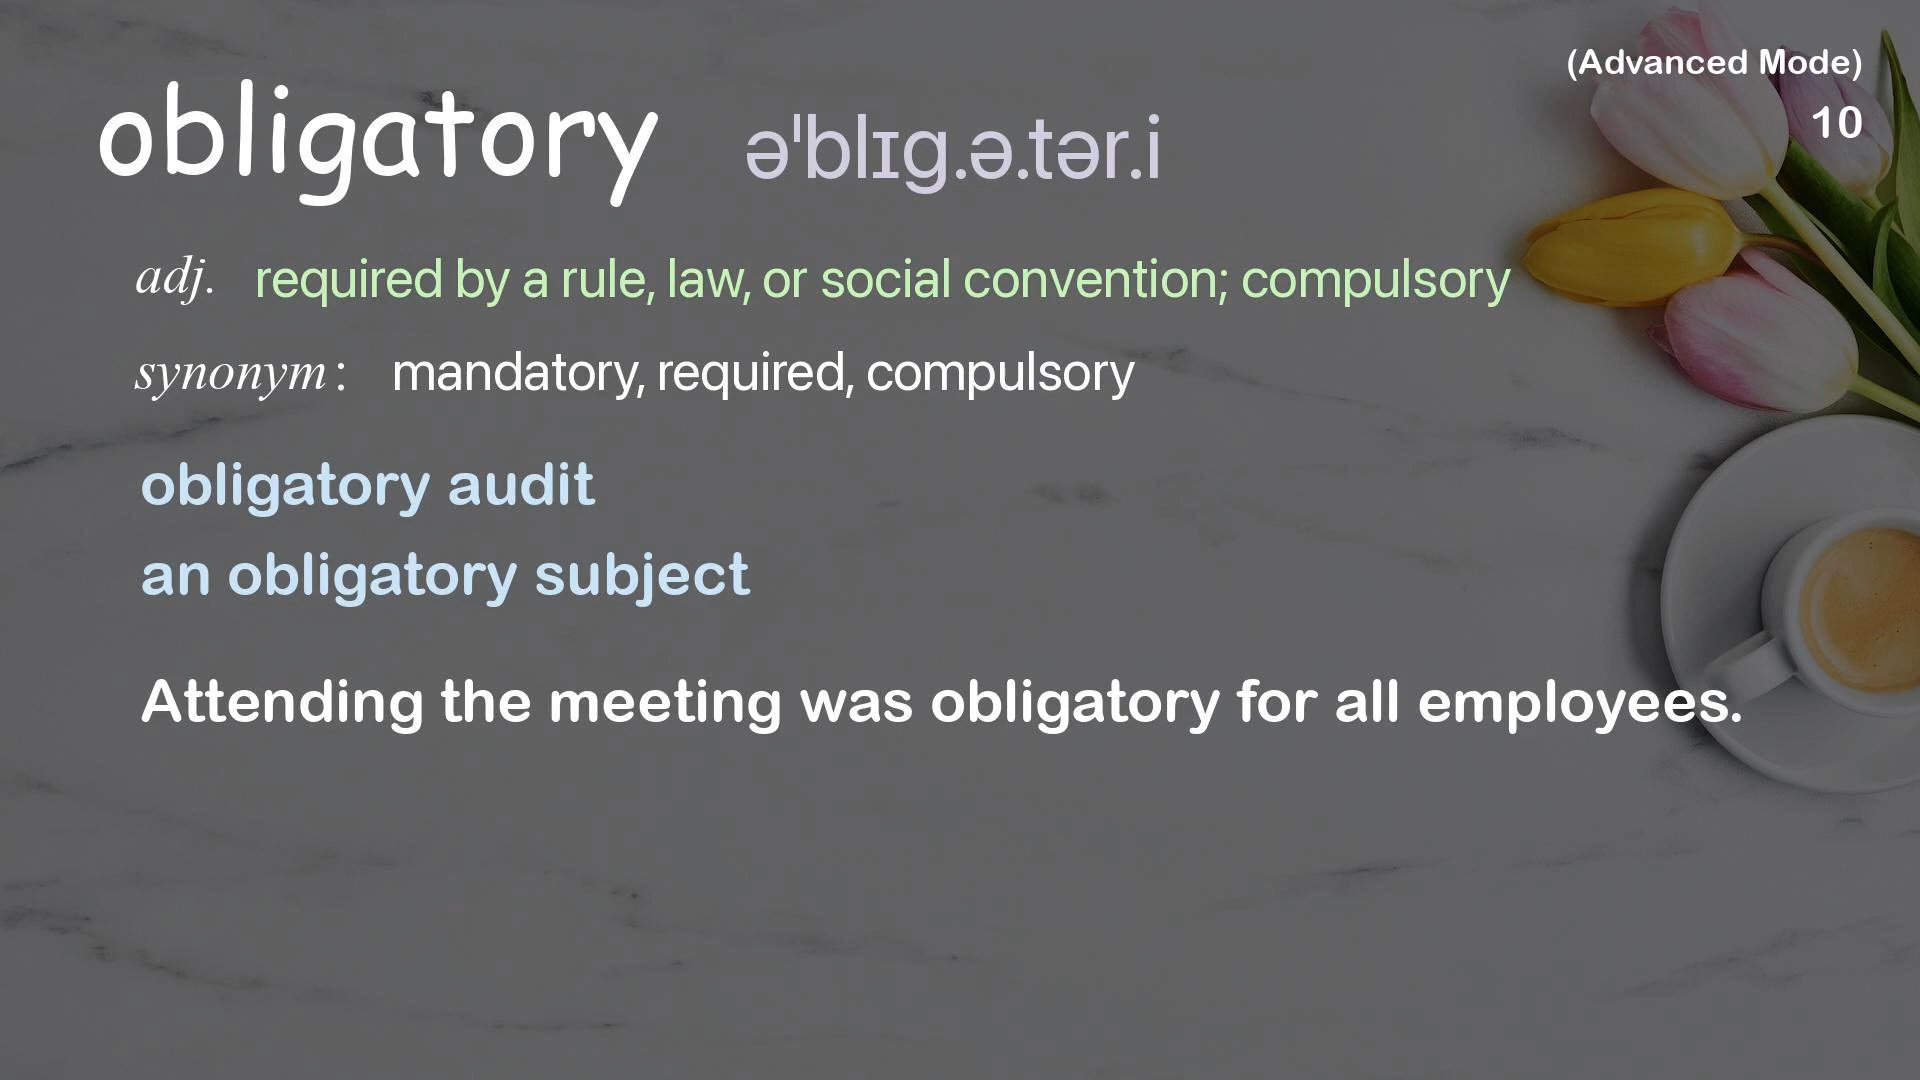 (Advanced Mode)
10
obligatory əˈblɪg.ə.tər.i
adj. required by a rule, law, or social convention; compulsory
synonym : mandatory, required, compulsory
obligatory audit
an obligatory subject
Attending the meeting was obligatory for all employees.